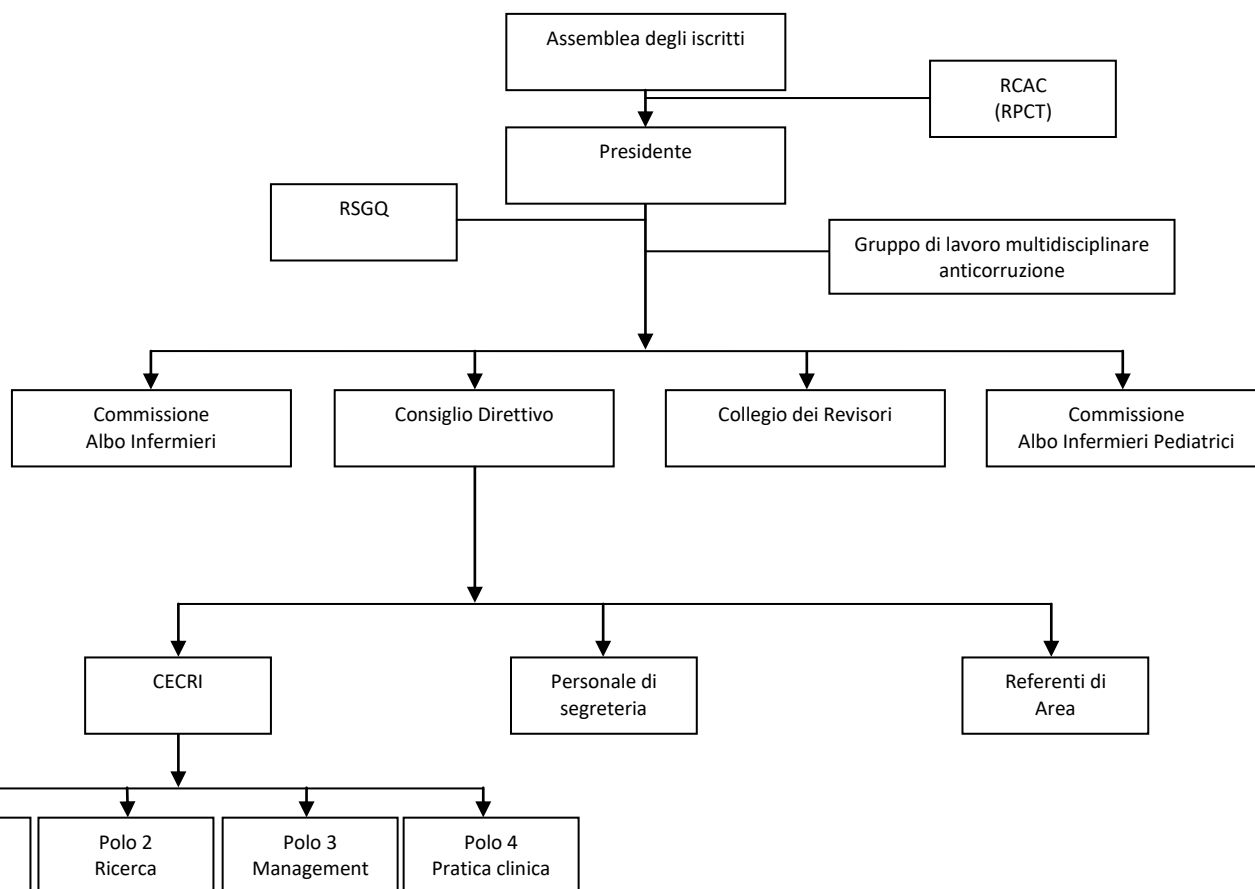 Assemblea degli iscritti
RCAC
(RPCT)
Presidente
RSGQ
Gruppo di lavoro multidisciplinare
anticorruzione
Commissione
Albo Infermieri
Consiglio Direttivo
Collegio dei Revisori
Commissione
Albo Infermieri Pediatrici
CECRI
Personale di
segreteria
Referenti di
Area
Polo 2
Ricerca
Polo 3
Management
Polo 4
Pratica clinica